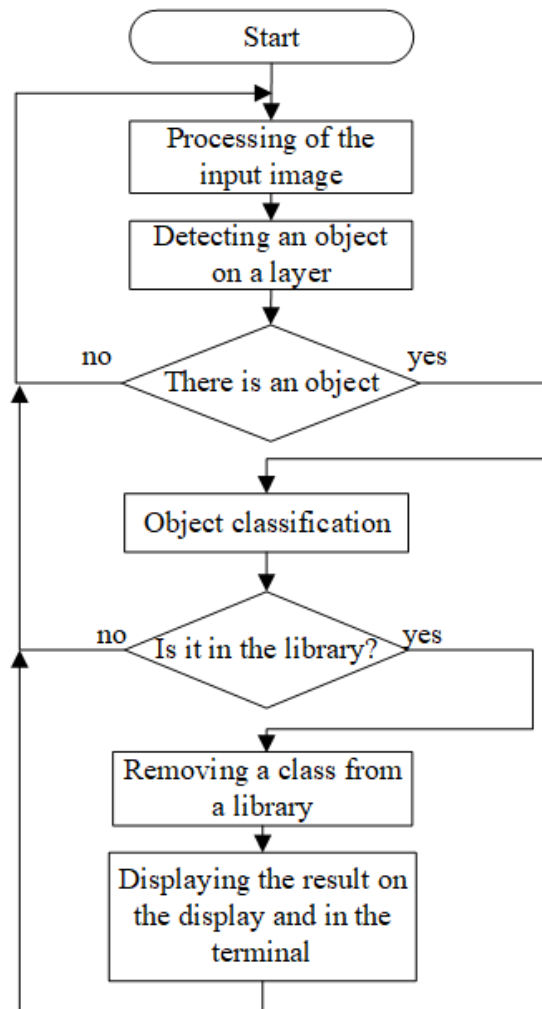 Start
Processing of the
input image
Detecting an object
on a layer
no
yes
There is an object
Object classification
no
yes
Is it in the library?
Removing a class from
a library
Displaying the result on
the display and in the
terminal